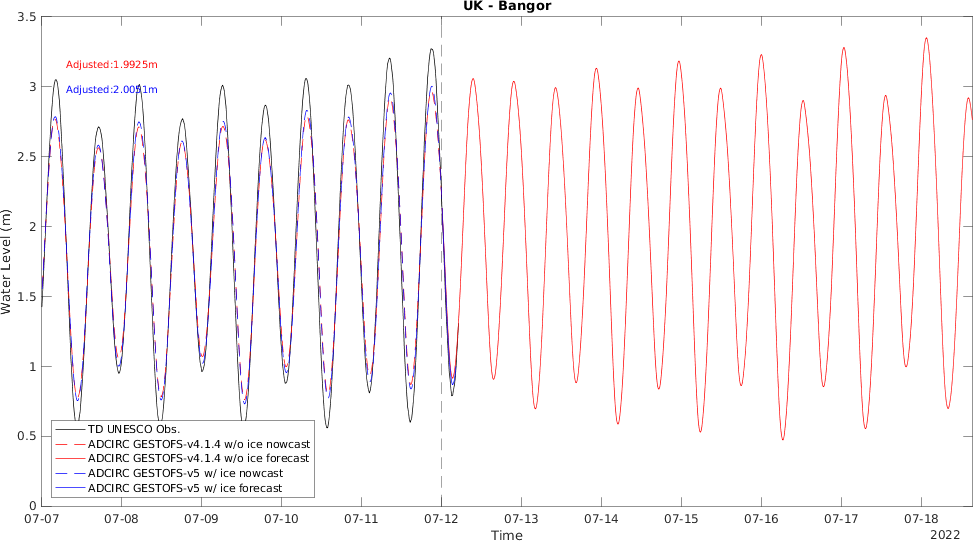 UK - Bangor
3.5
3
2.5
2
1.5
1
0.5
0
Water Level (m)
Adjusted:1.9925m
Adjusted:2.0051m
TD UNESCO Obs.
ADCIRC GESTOFS-v4.1.4 w/o ice nowcast
ADCIRC GESTOFS-v4.1.4 w/o ice forecast
ADCIRC GESTOFS-v5 w/ ice nowcast
ADCIRC GESTOFS-v5 w/ ice forecast
07-07 07-08 07-09 07-10 07-11 07-12 07-13 07-14 07-15 07-16 07-17 07-18
Time
2022